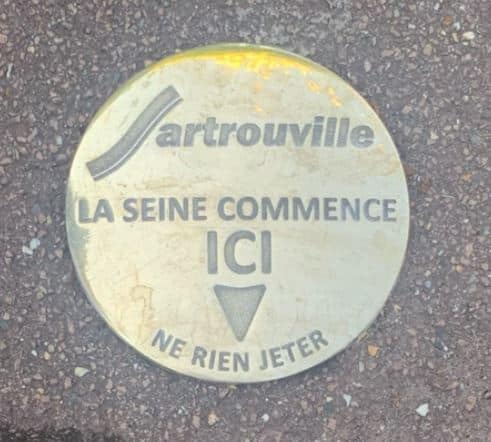 Sartrouville
LA SEINE COMMENCE
ICI
NE RIEN JETER